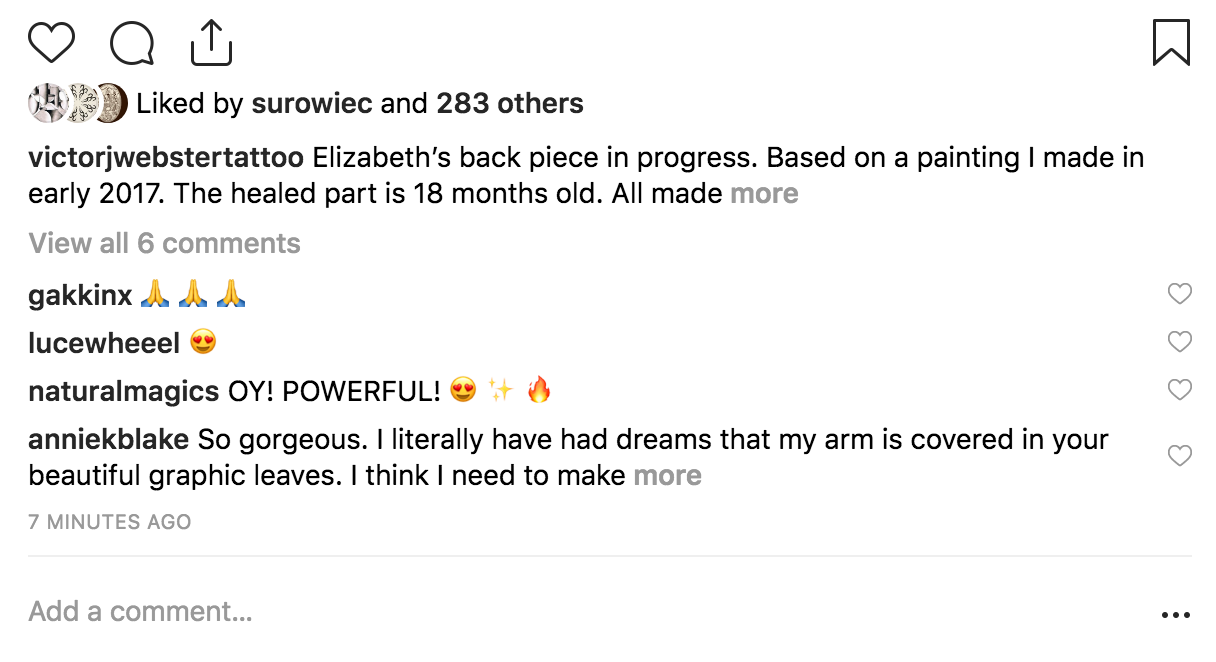 Liked by surowiec and 283 others
victorjwebstertattoo Elizabeth’s back piece in progress. Based on a painting I made in
early 2017. The healed part is 18 months old. All made more
View all 6 comments
gakkinx 🙏 🙏 🙏
lucewheeel 😍
naturalmagics OY! POWERFUL! 😍 ✨ 🔥
anniekblake So gorgeous. I literally have had dreams that my arm is covered in your
beautiful graphic leaves. I think I need to make more
7 MINUTES AGO
Add a comment...